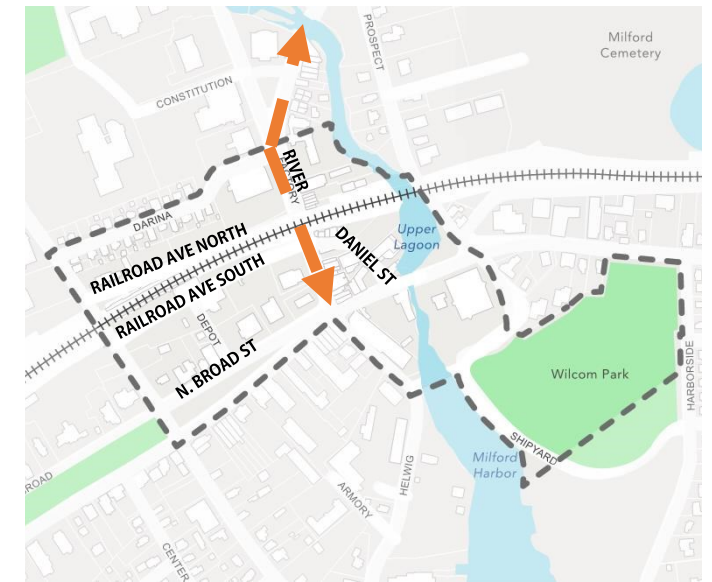 PROSPECT
Milford
Cemetery
CONSTITUTION
RIVER
FACTORY
DARINA
RAILROAD AVE NORTH
DANIEL ST
Upper
Lagoon
RAILROAD AVE SOUTH
DEPOT
N. BROAD ST
HARBORSIDE
Wilcom Park
SHIPYARD
Milford
Harbor
HELWIG
ROAD
ARMORY
CENTER